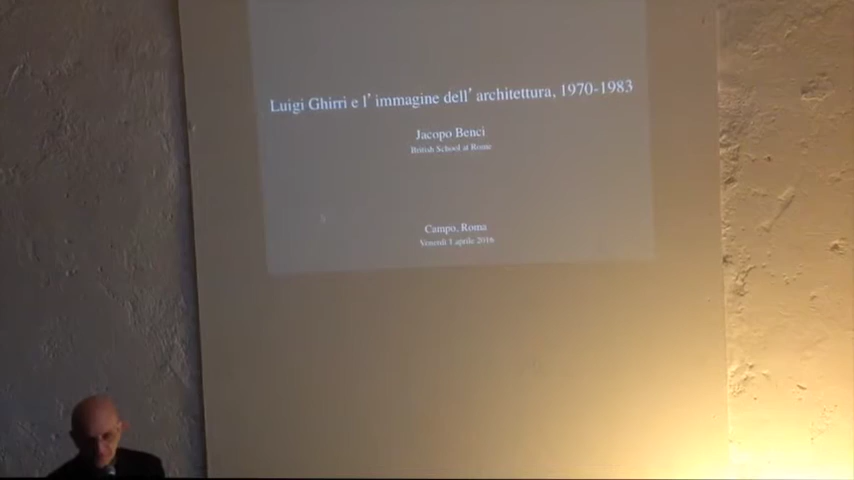 Luigi Ghirri e l' immagine dell' architettura, 1970-1983
Jacopo Benci
British School at Rome
Campo, Roma
Venerdì 1 aprile 2016